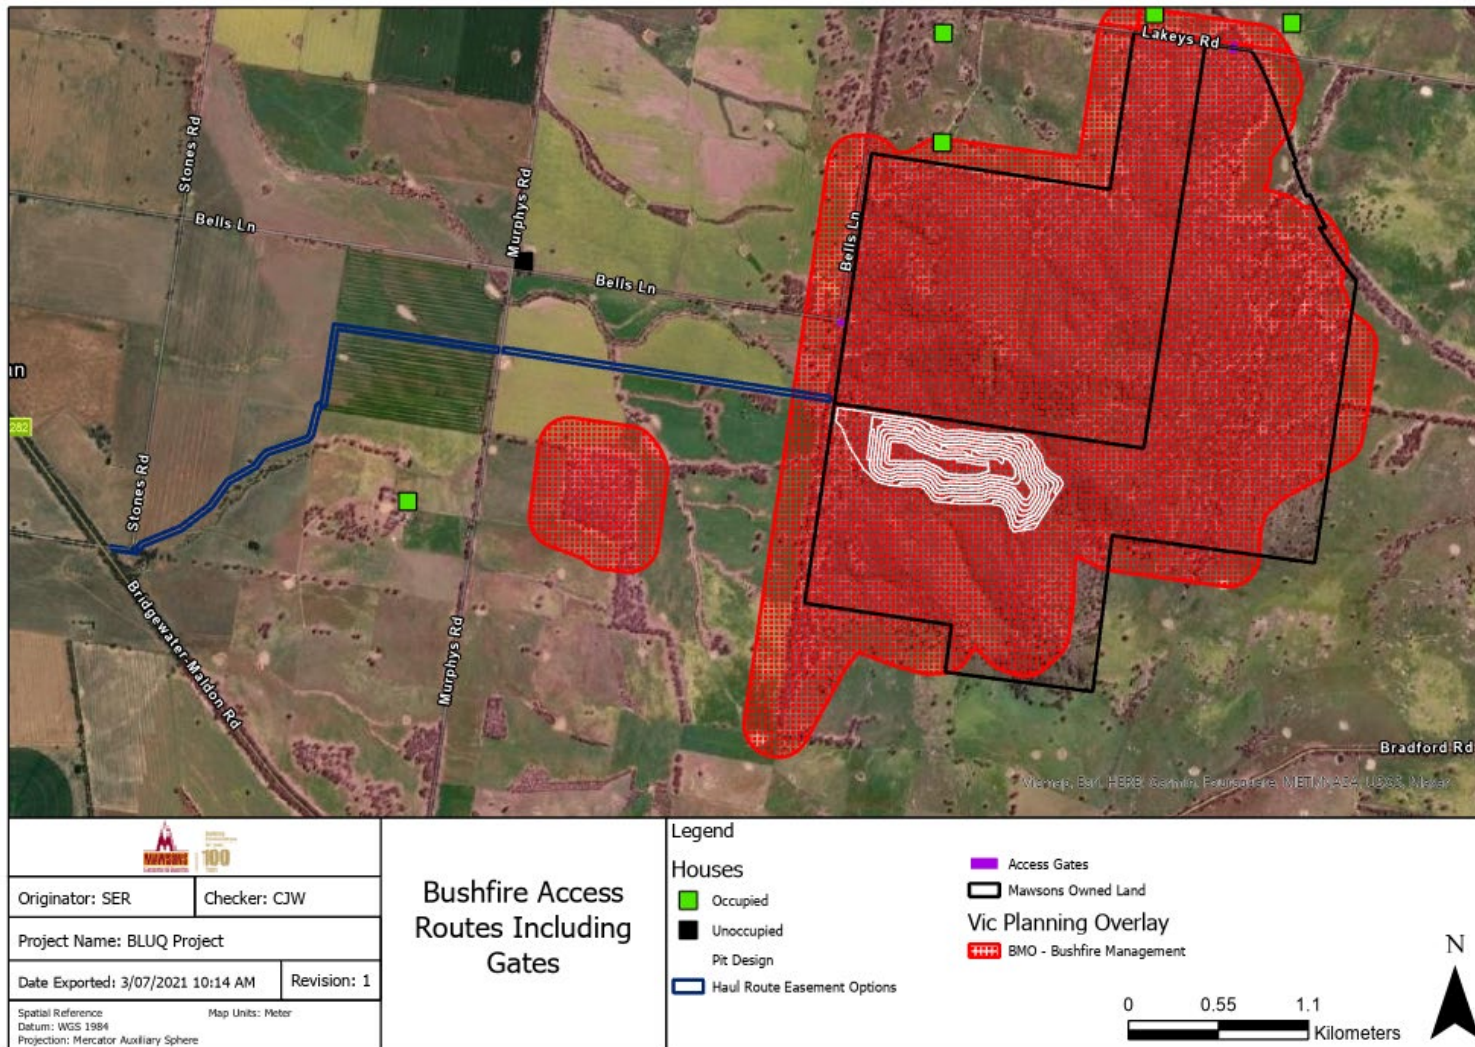 Lakeys Rd
Stones Rd
Murphys Rd
Bells Ln
Bells Ln
Bells Ln
an
282
Stones Rd
Bridgewater-Maldon Rd
Murphys Rd
Bradford Rd
MAWSONS
100
Originator: SER
Checker: CJW
Project Name: BLUQ Project
Date Exported: 3/07/2021 10:14 AM
Revision: 1
Spatial Reference
Map Units: Meter
Datum: WGS 1984
Projection: Mercator Auxiliary Sphere
Bushfire Access
Routes Including
Gates
Legend
Houses
Occupied
Unoccupied
Pit Design
Haul Route Easement Options
Access Gates
Mawsons Owned Land
Vic Planning Overlay
BMO - Bushfire Management
0 0.55 1.1
Kilometers
N